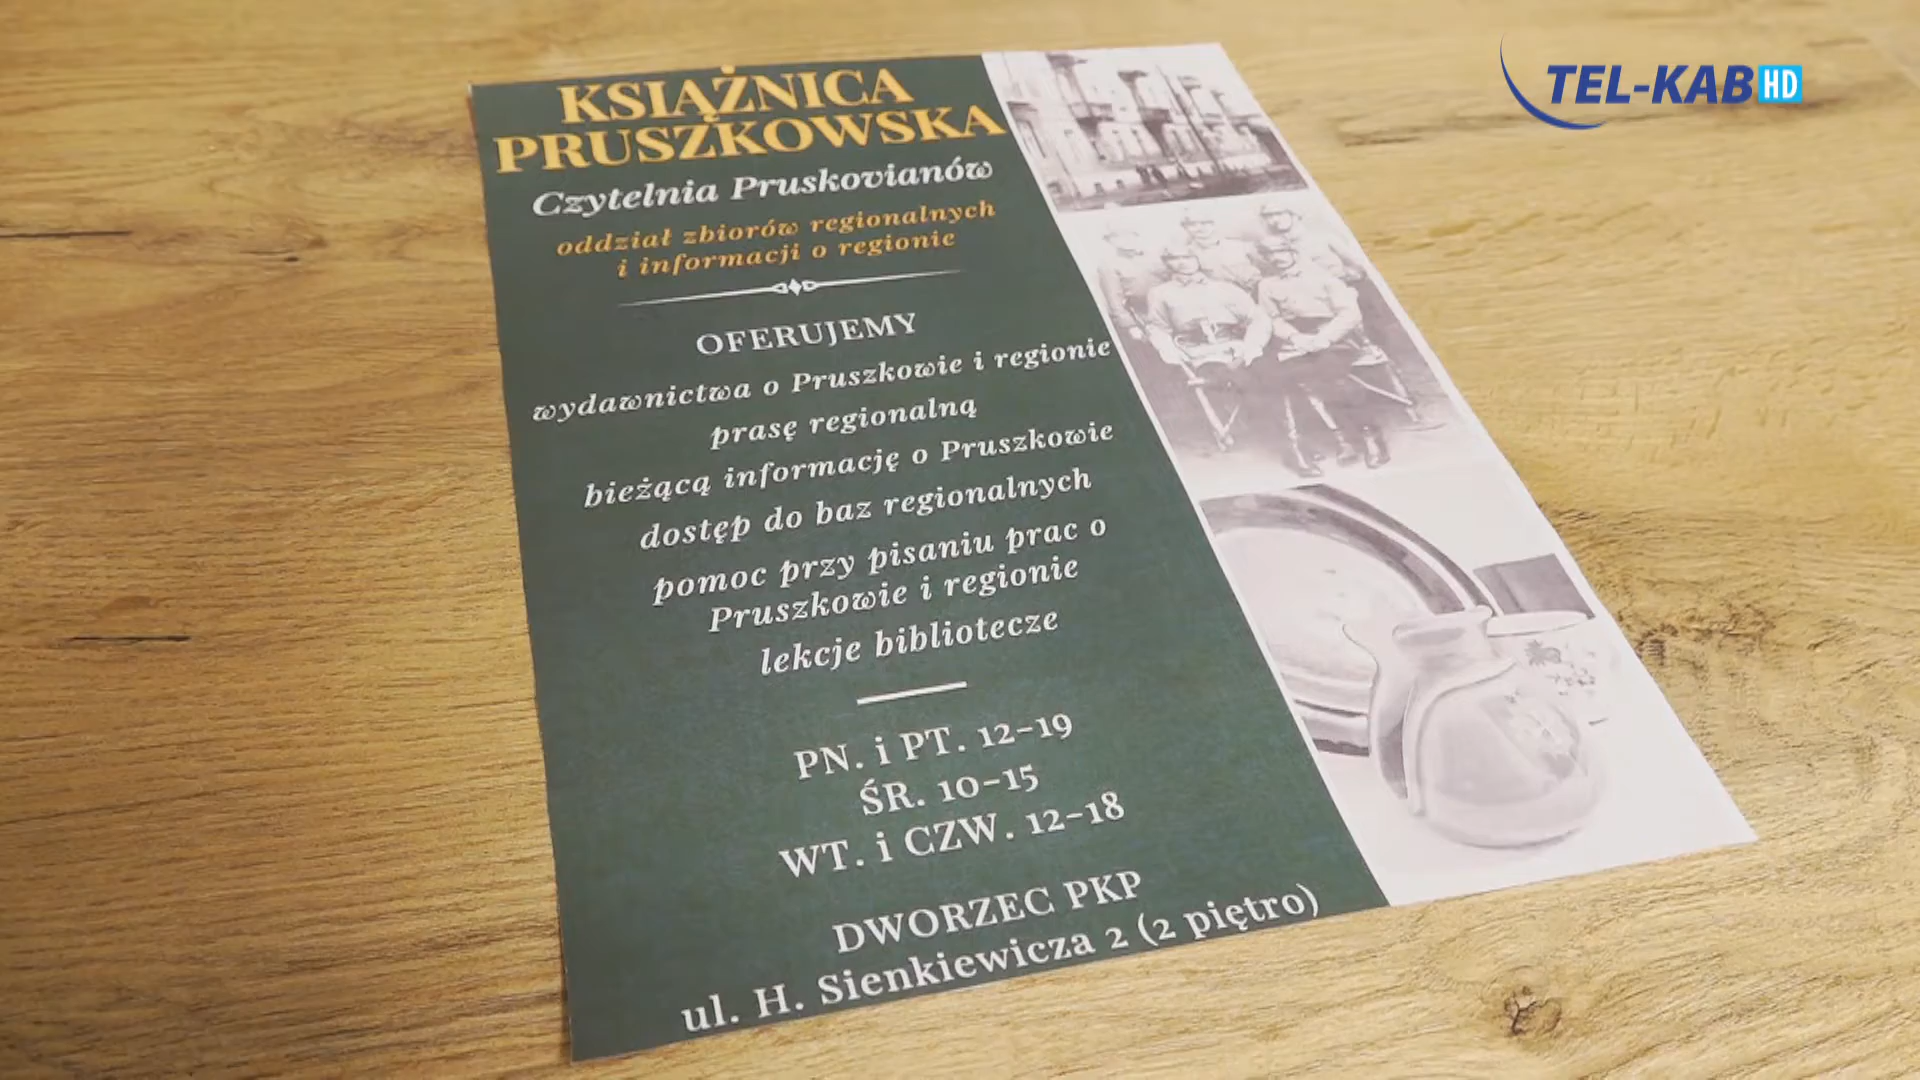 KSIĄŻNICA
PRUSZKOWSKA
Czytelnia Pruskovianów
oddział zbiorów regionalnych
i informacji o regionie
OFERUJEMY
wydawnictwa o Pruszkowie i regionie
prasę regionalną
bieżącą informację o Pruszkowie
dostęp do baz regionalnych
pomoc przy pisaniu prac o
Pruszkowie i regionie
lekcje bibliotecze
PN. i PT. 12-19
ŚR. 10-15
WT. i CZW. 12-18
DWORZEC PKP
ul. H. Sienkiewicza 2 (2 piętro)
TEL-KAB HD